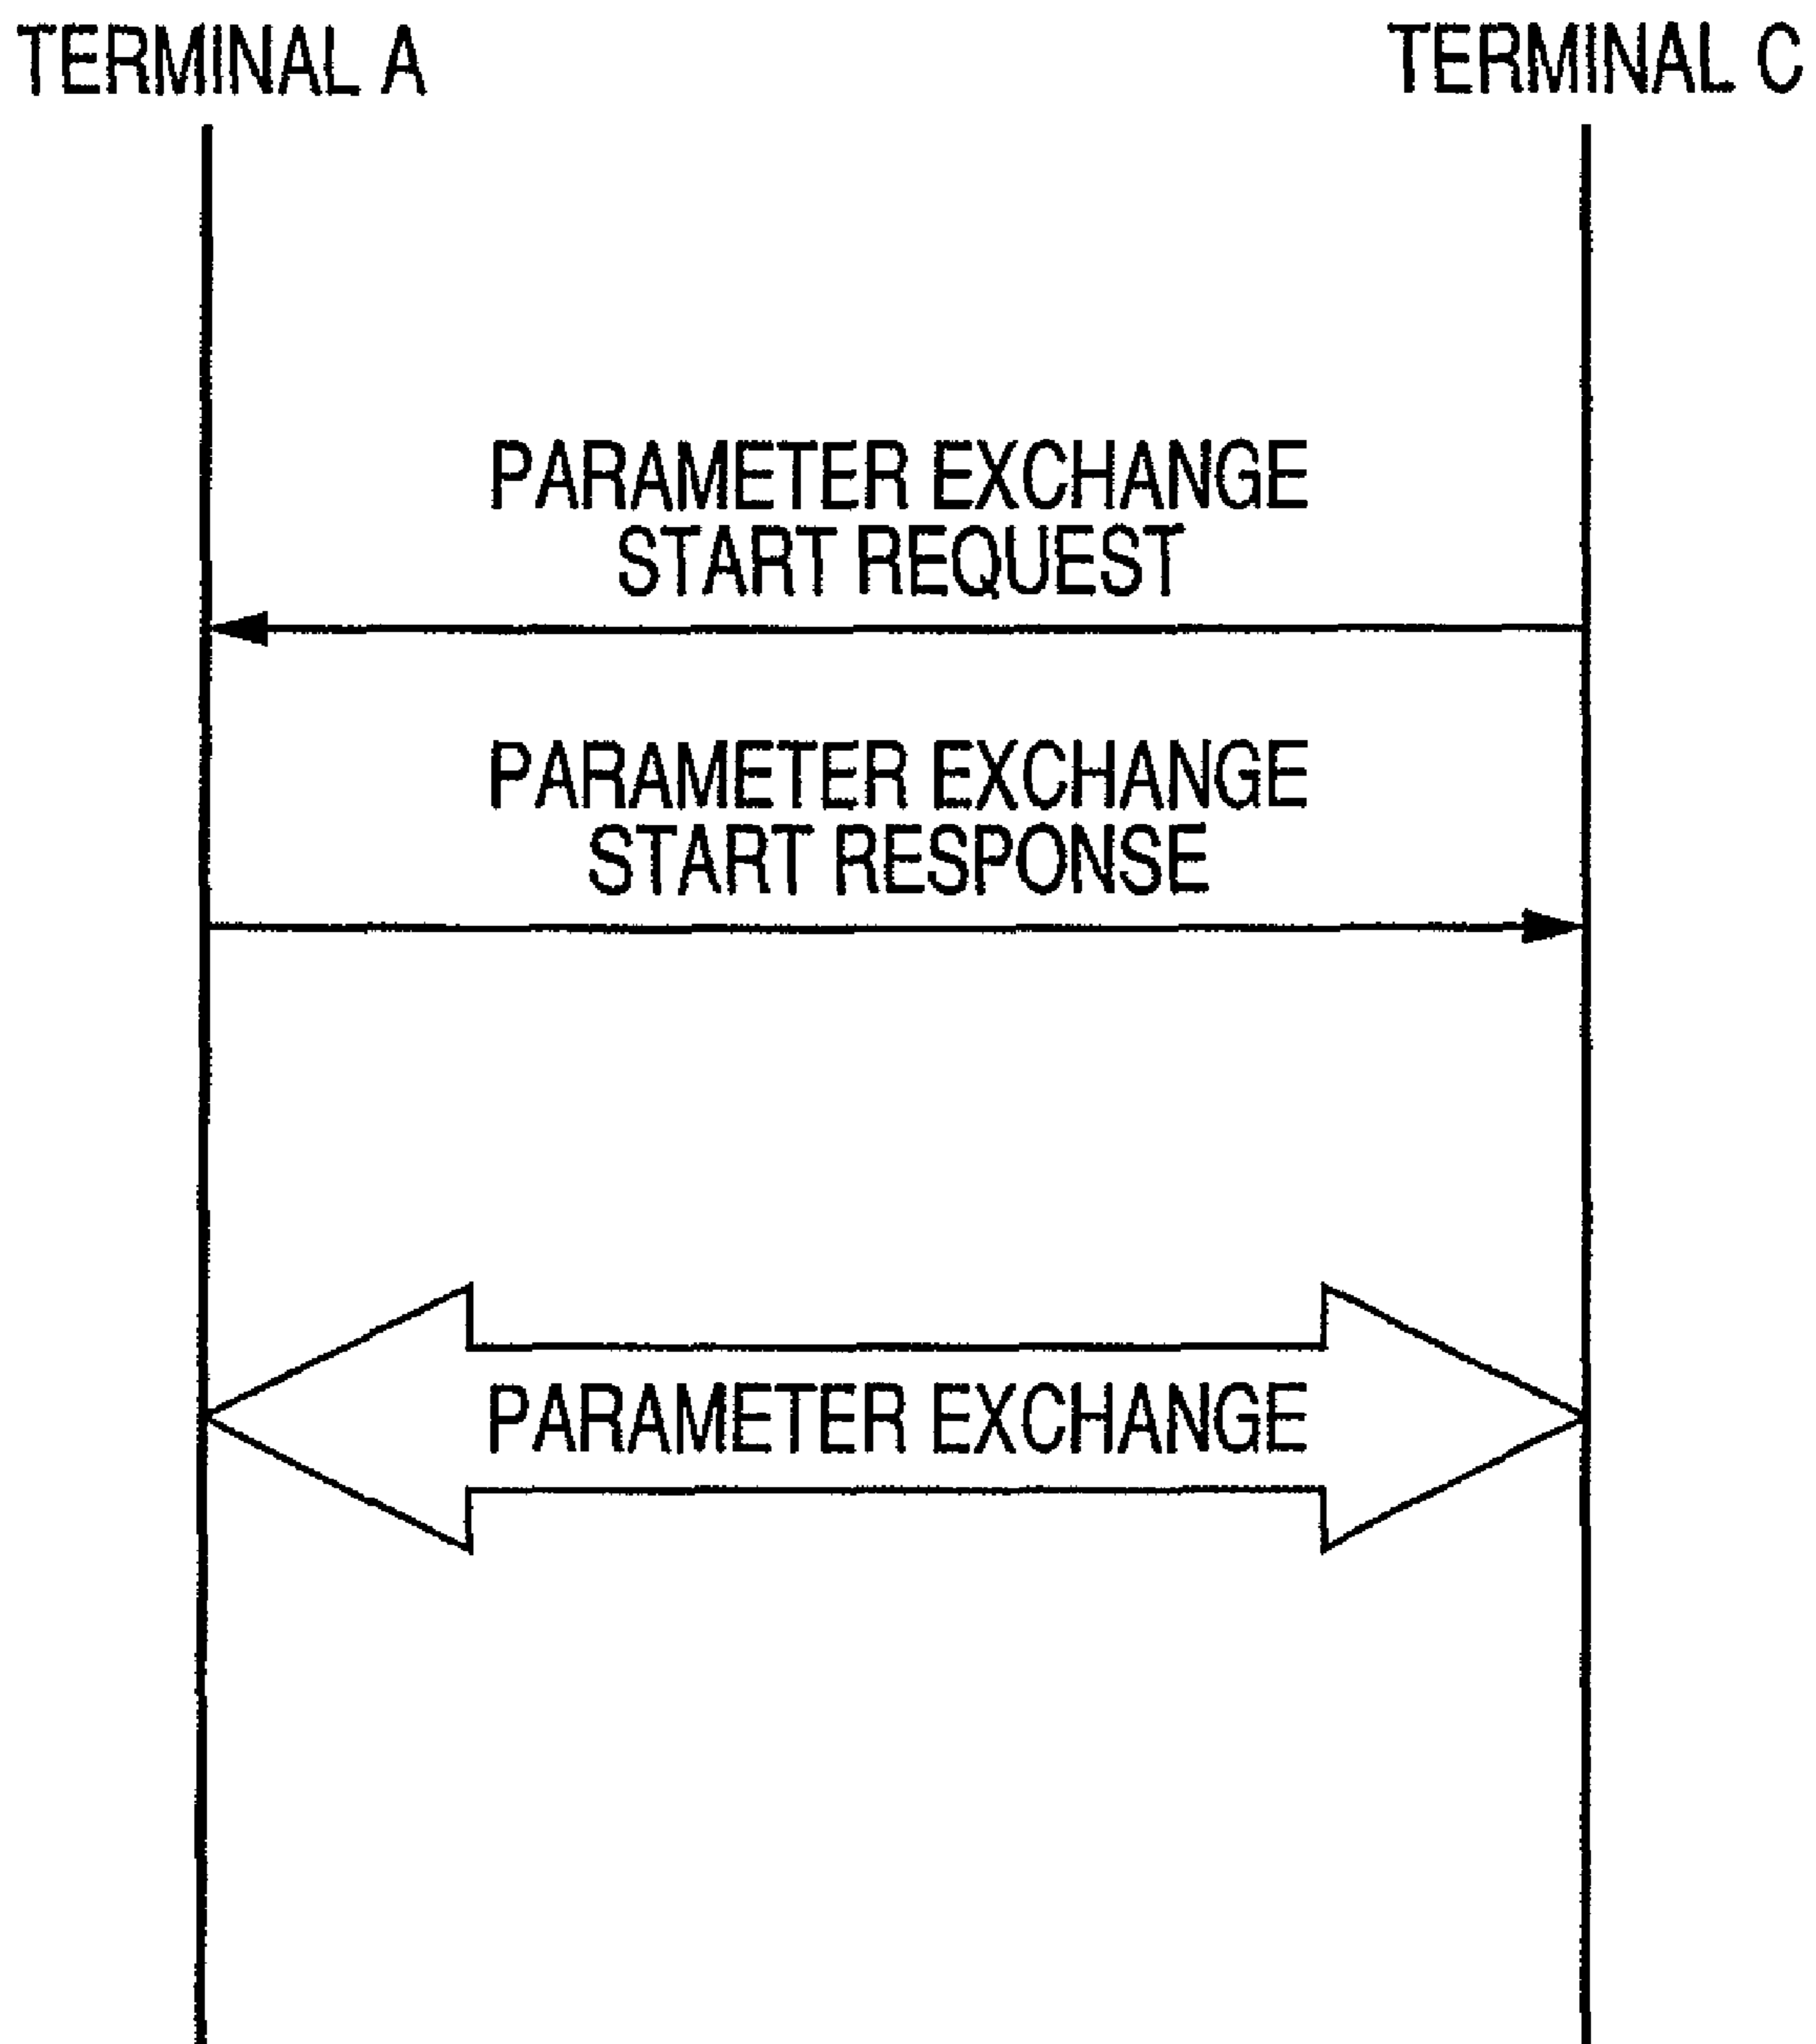 TERMINAL A
TERMINAL C
PARAMETER EXCHANGE
START REQUEST
PARAMETER EXCHANGE
START RESPONSE
PARAMETER EXCHANGE